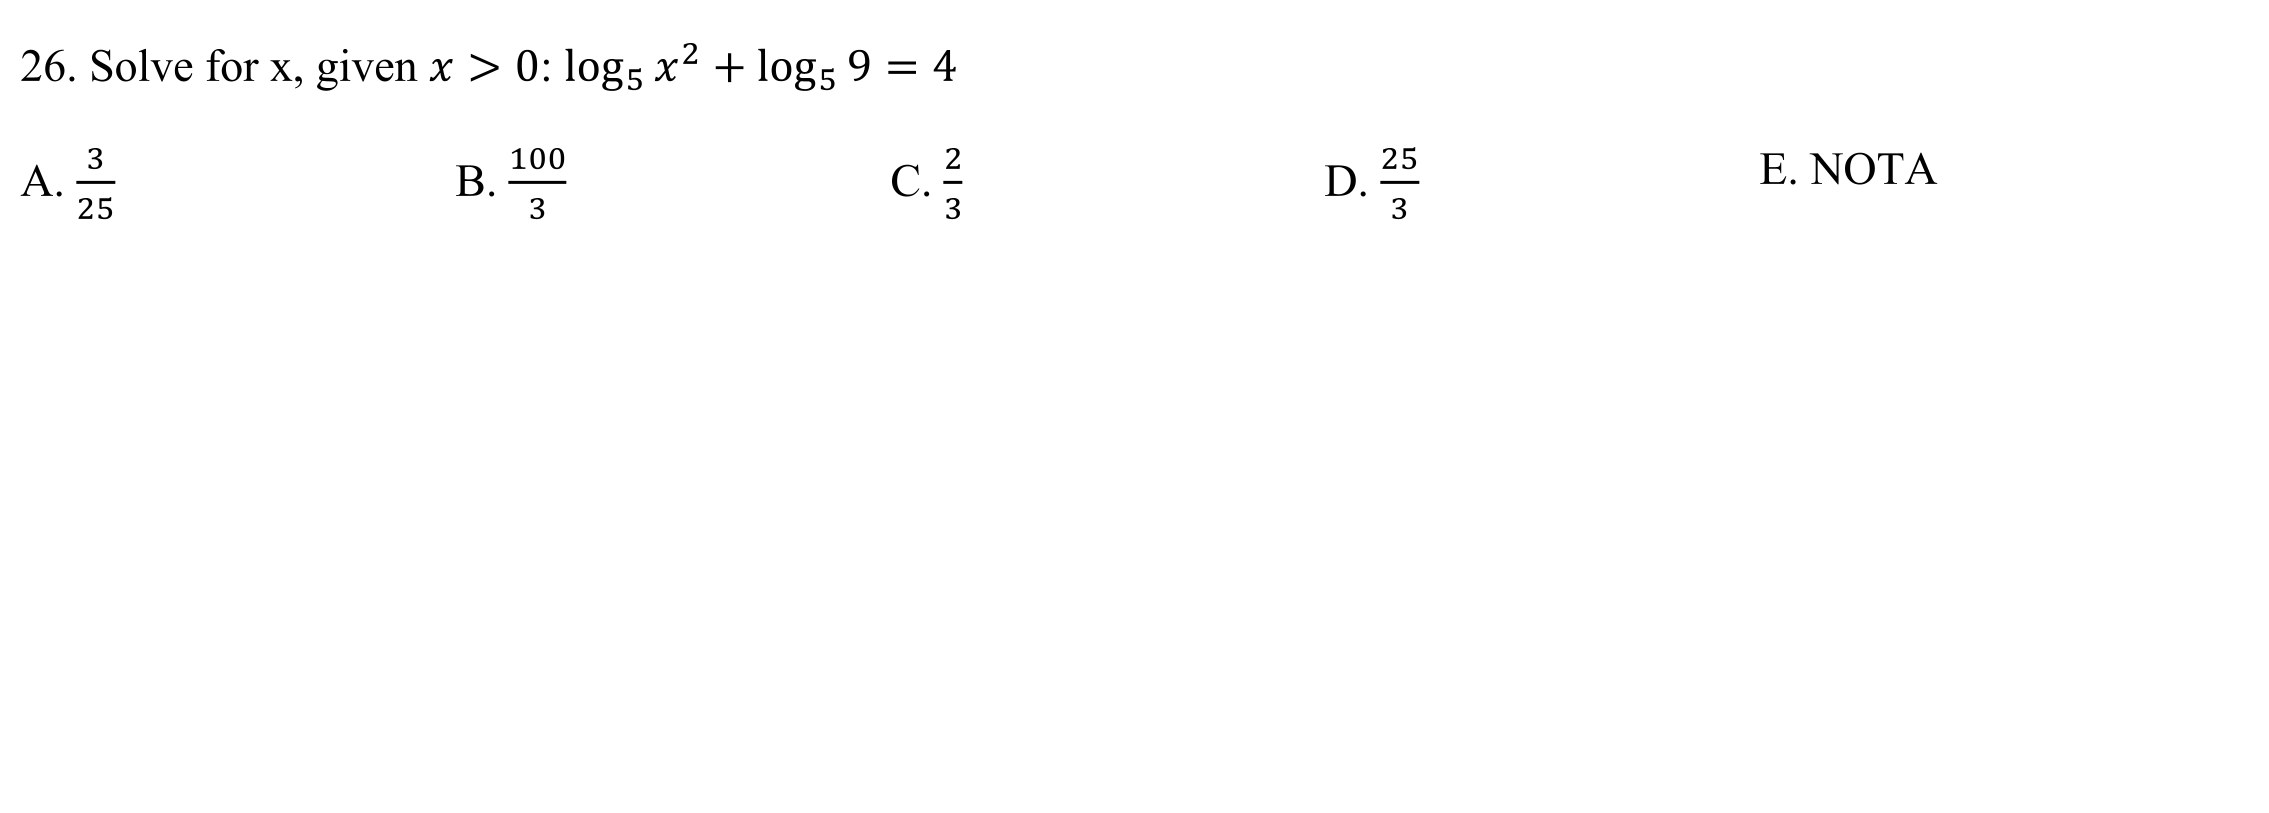 26. Solve for x, given x > 0: log₅ x² + log₅ 9 = 4
A. 3/25 B. 100/3 C. 2/3 D. 25/3 E. NOTA